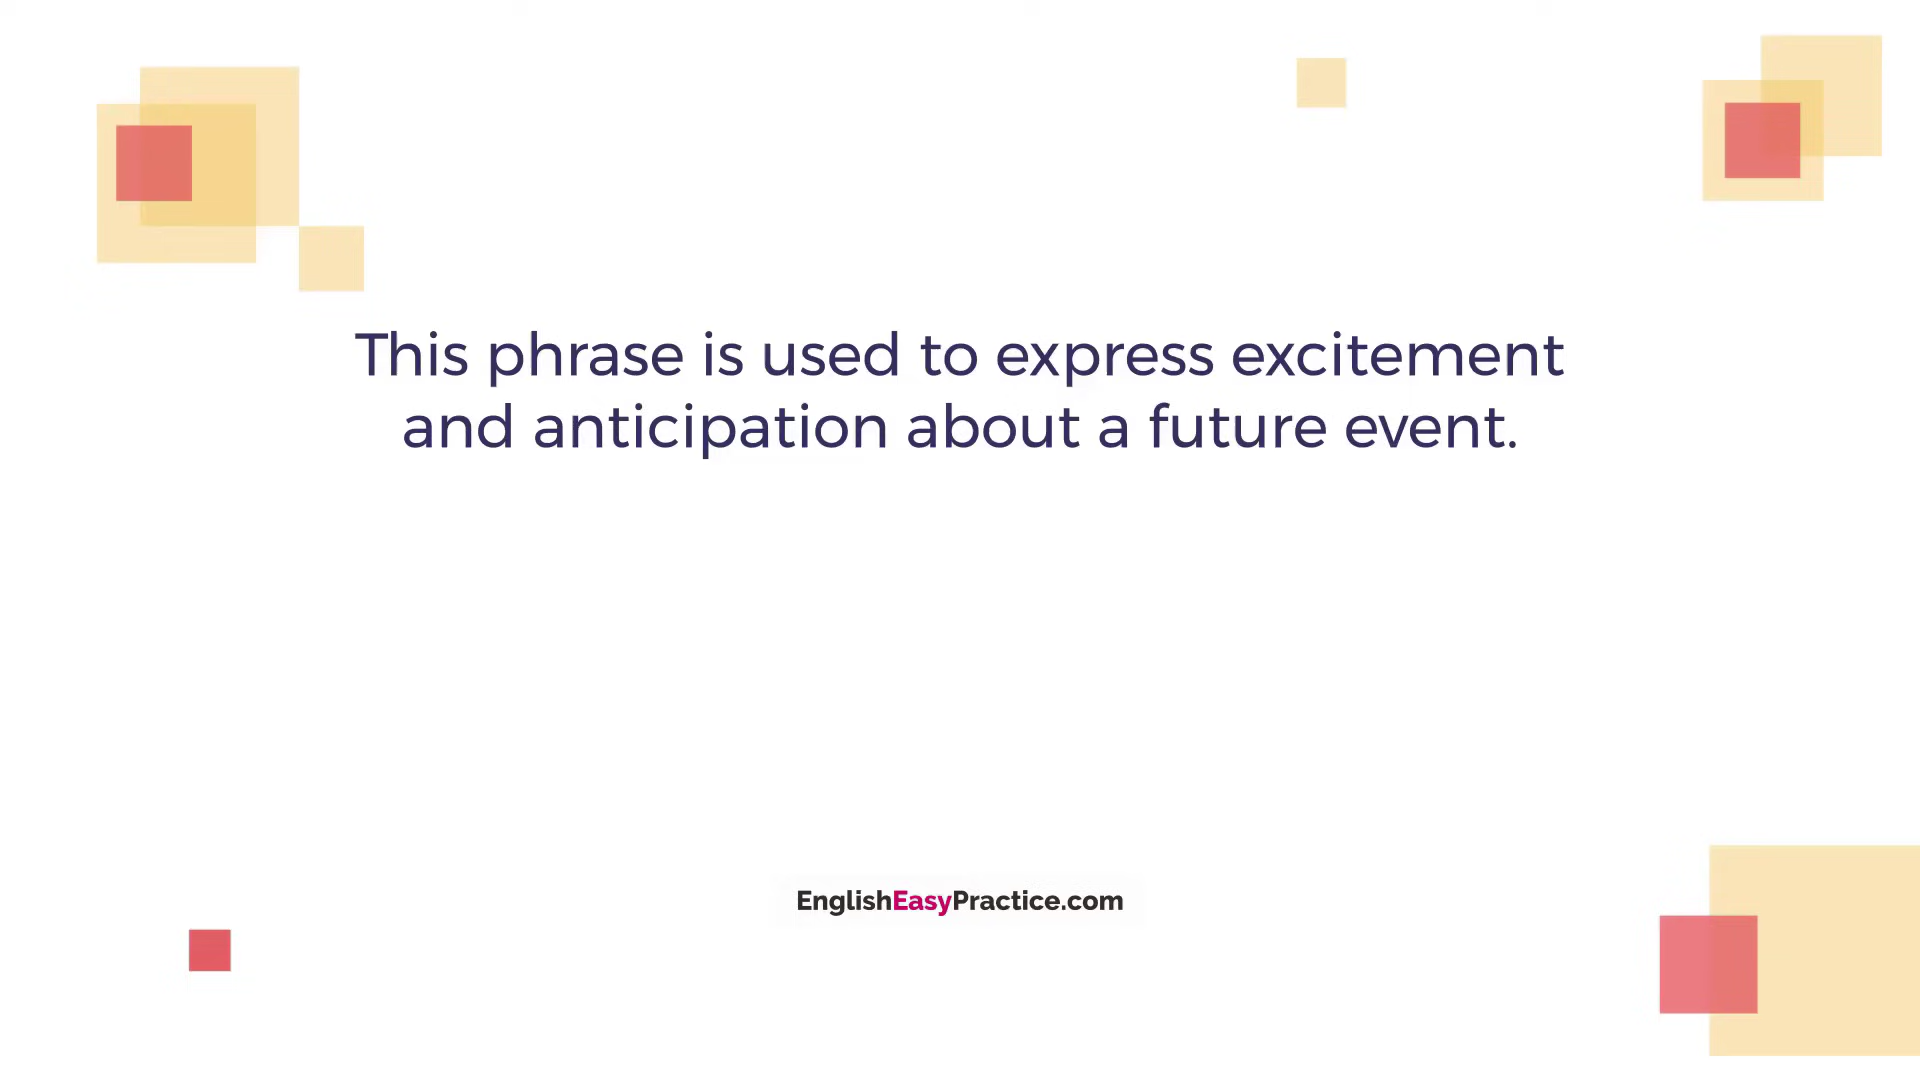 This phrase is used to express excitement
and anticipation about a future event.
EnglishEasyPractice.com